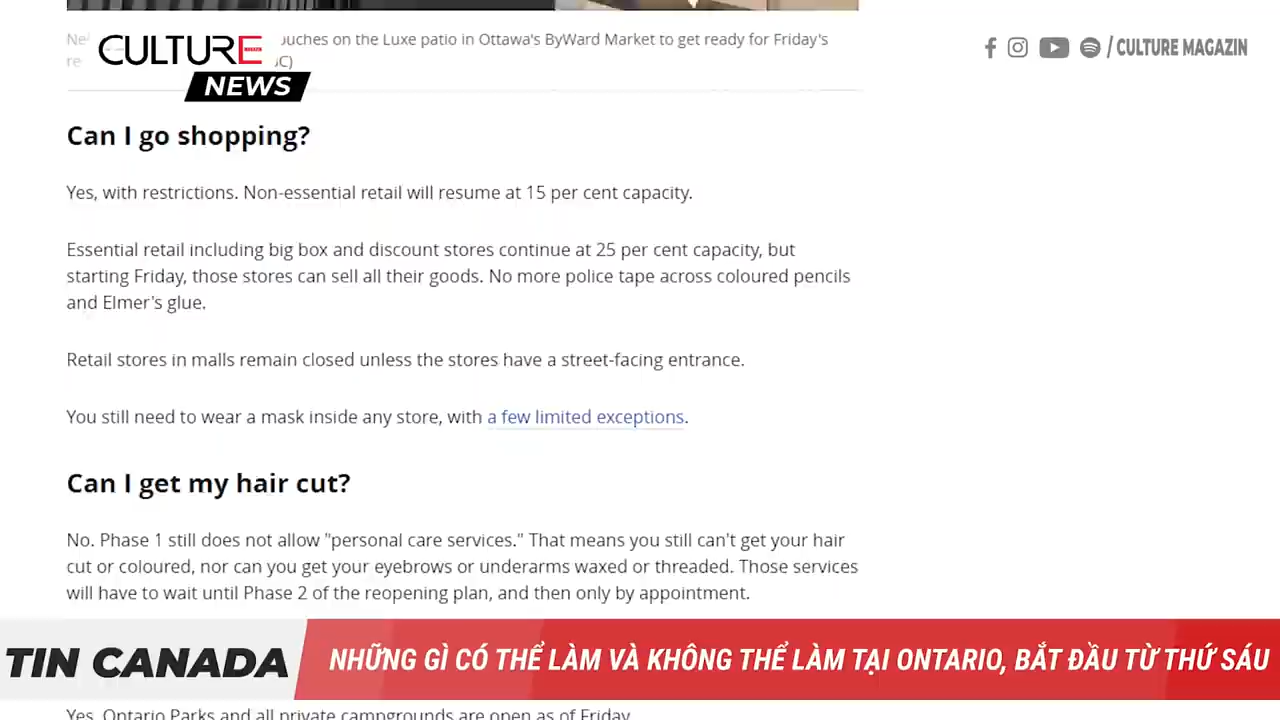 Ne
ouches on the Luxe patio in Ottawa's ByWard Market to get ready for Friday's
re
CULTURE
NEWS
/ CULTURE MAGAZIN
Can I go shopping?
Yes, with restrictions. Non-essential retail will resume at 15 per cent capacity.
Essential retail including big box and discount stores continue at 25 per cent capacity, but
starting Friday, those stores can sell all their goods. No more police tape across coloured pencils
and Elmer's glue.
Retail stores in malls remain closed unless the stores have a street-facing entrance.
You still need to wear a mask inside any store, with a few limited exceptions.
Can I get my hair cut?
No. Phase 1 still does not allow "personal care services." That means you still can't get your hair
cut or coloured, nor can you get your eyebrows or underarms waxed or threaded. Those services
will have to wait until Phase 2 of the reopening plan, and then only by appointment.
TIN CANADA
NHỮNG GÌ CÓ THỂ LÀM VÀ KHÔNG THỂ LÀM TẠI ONTARIO, BẮT ĐẦU TỪ THỨ SÁU
Yes. Ontario Parks and all private campgrounds are open as of Friday.